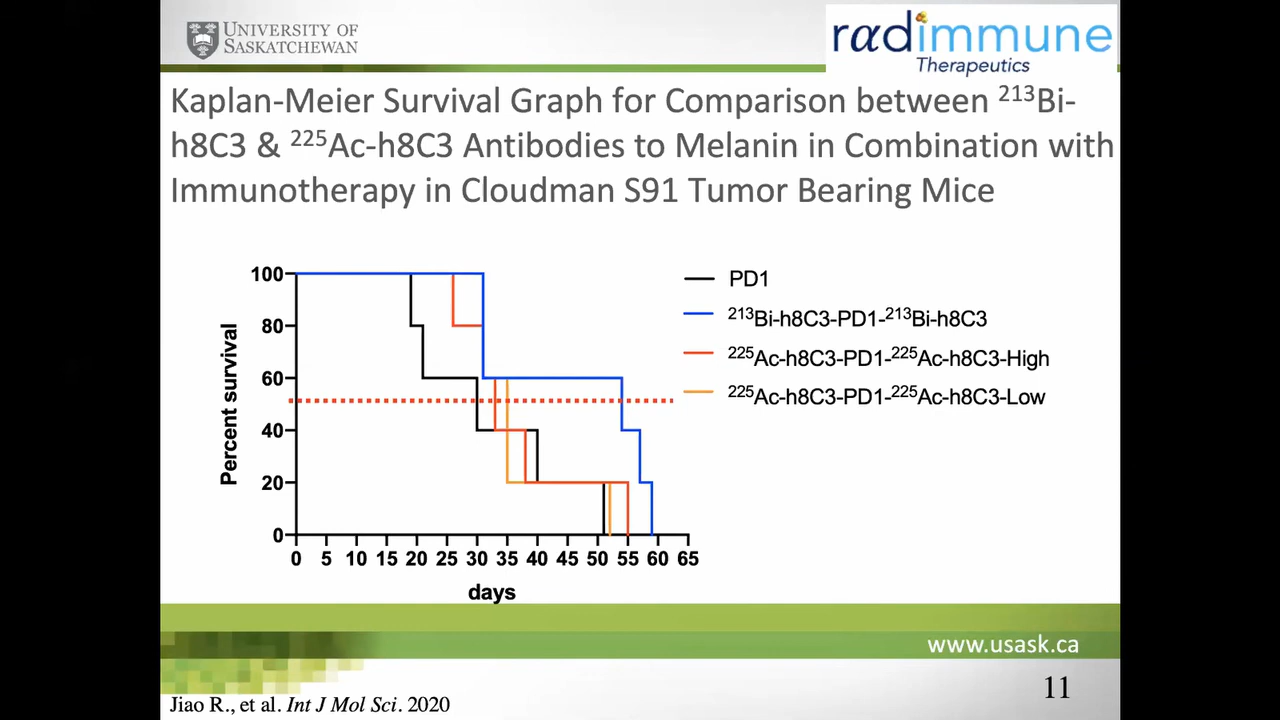 UNIVERSITY OF
SASKATCHEWAN
radimmune
Therapeutics
Kaplan-Meier Survival Graph for Comparison between ²¹³Bi-
h8C3 & ²²⁵Ac-h8C3 Antibodies to Melanin in Combination with
Immunotherapy in Cloudman S91 Tumor Bearing Mice
Percent survival
100
80
60
40
20
0
0 5 10 15 20 25 30 35 40 45 50 55 60 65
days
PD1
²¹³Bi-h8C3-PD1-²¹³Bi-h8C3
²²⁵Ac-h8C3-PD1-²²⁵Ac-h8C3-High
²²⁵Ac-h8C3-PD1-²²⁵Ac-h8C3-Low
www.usask.ca
11
Jiao R., et al. Int J Mol Sci. 2020